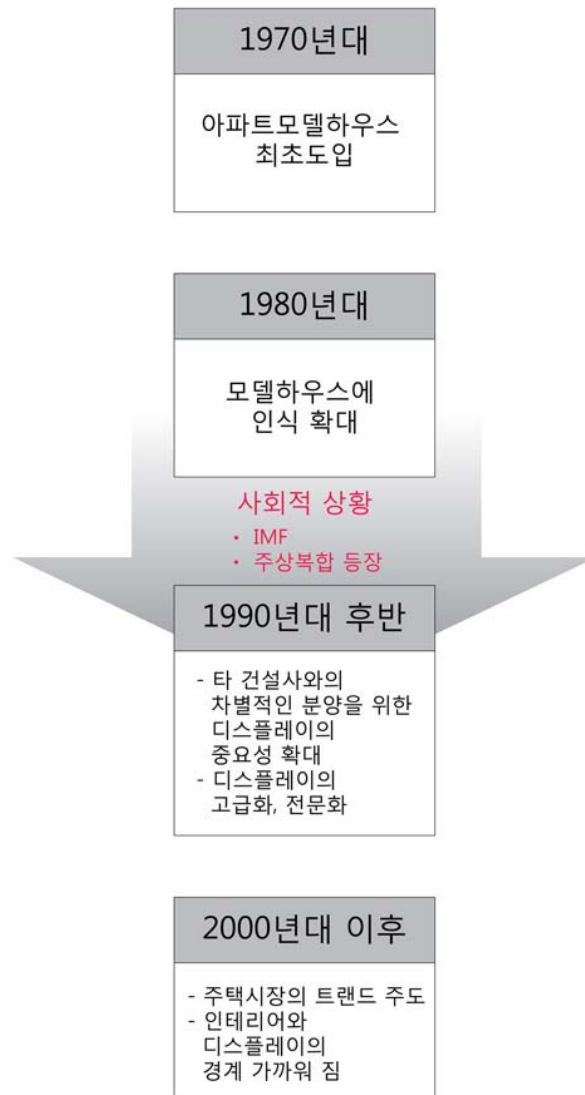 1970년대
아파트모델하우스
최초도입
1980년대
모델하우스에
인식 확대
사회적 상황
• IMF
• 주상복합 등장
1990년대 후반
- 타 건설사와의
차별적인 분양을 위한
디스플레이의
중요성 확대
- 디스플레이의
고급화, 전문화
2000년대 이후
- 주택시장의 트랜드 주도
- 인테리어와
디스플레이의
경계 가까워 짐